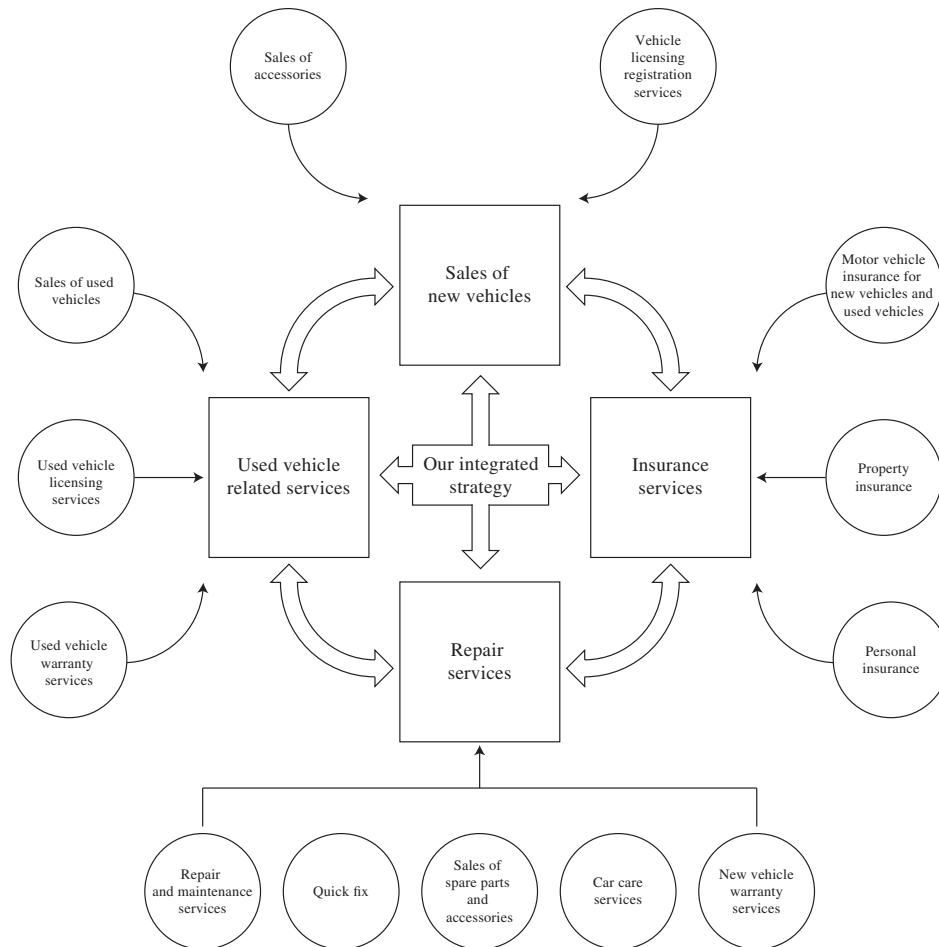 Sales of
accessories
Vehicle
licensing
registration
services
Sales of
new vehicles
Sales of used
vehicles
Motor vehicle
insurance for
new vehicles and
used vehicles
Used vehicle
licensing
services
Used vehicle
related services
Our integrated
strategy
Insurance
services
Property
insurance
Used vehicle
warranty
services
Repair
services
Personal
insurance
Repair
and maintenance
services
Quick fix
Sales of
spare parts
and
accessories
Car care
services
New vehicle
warranty
services